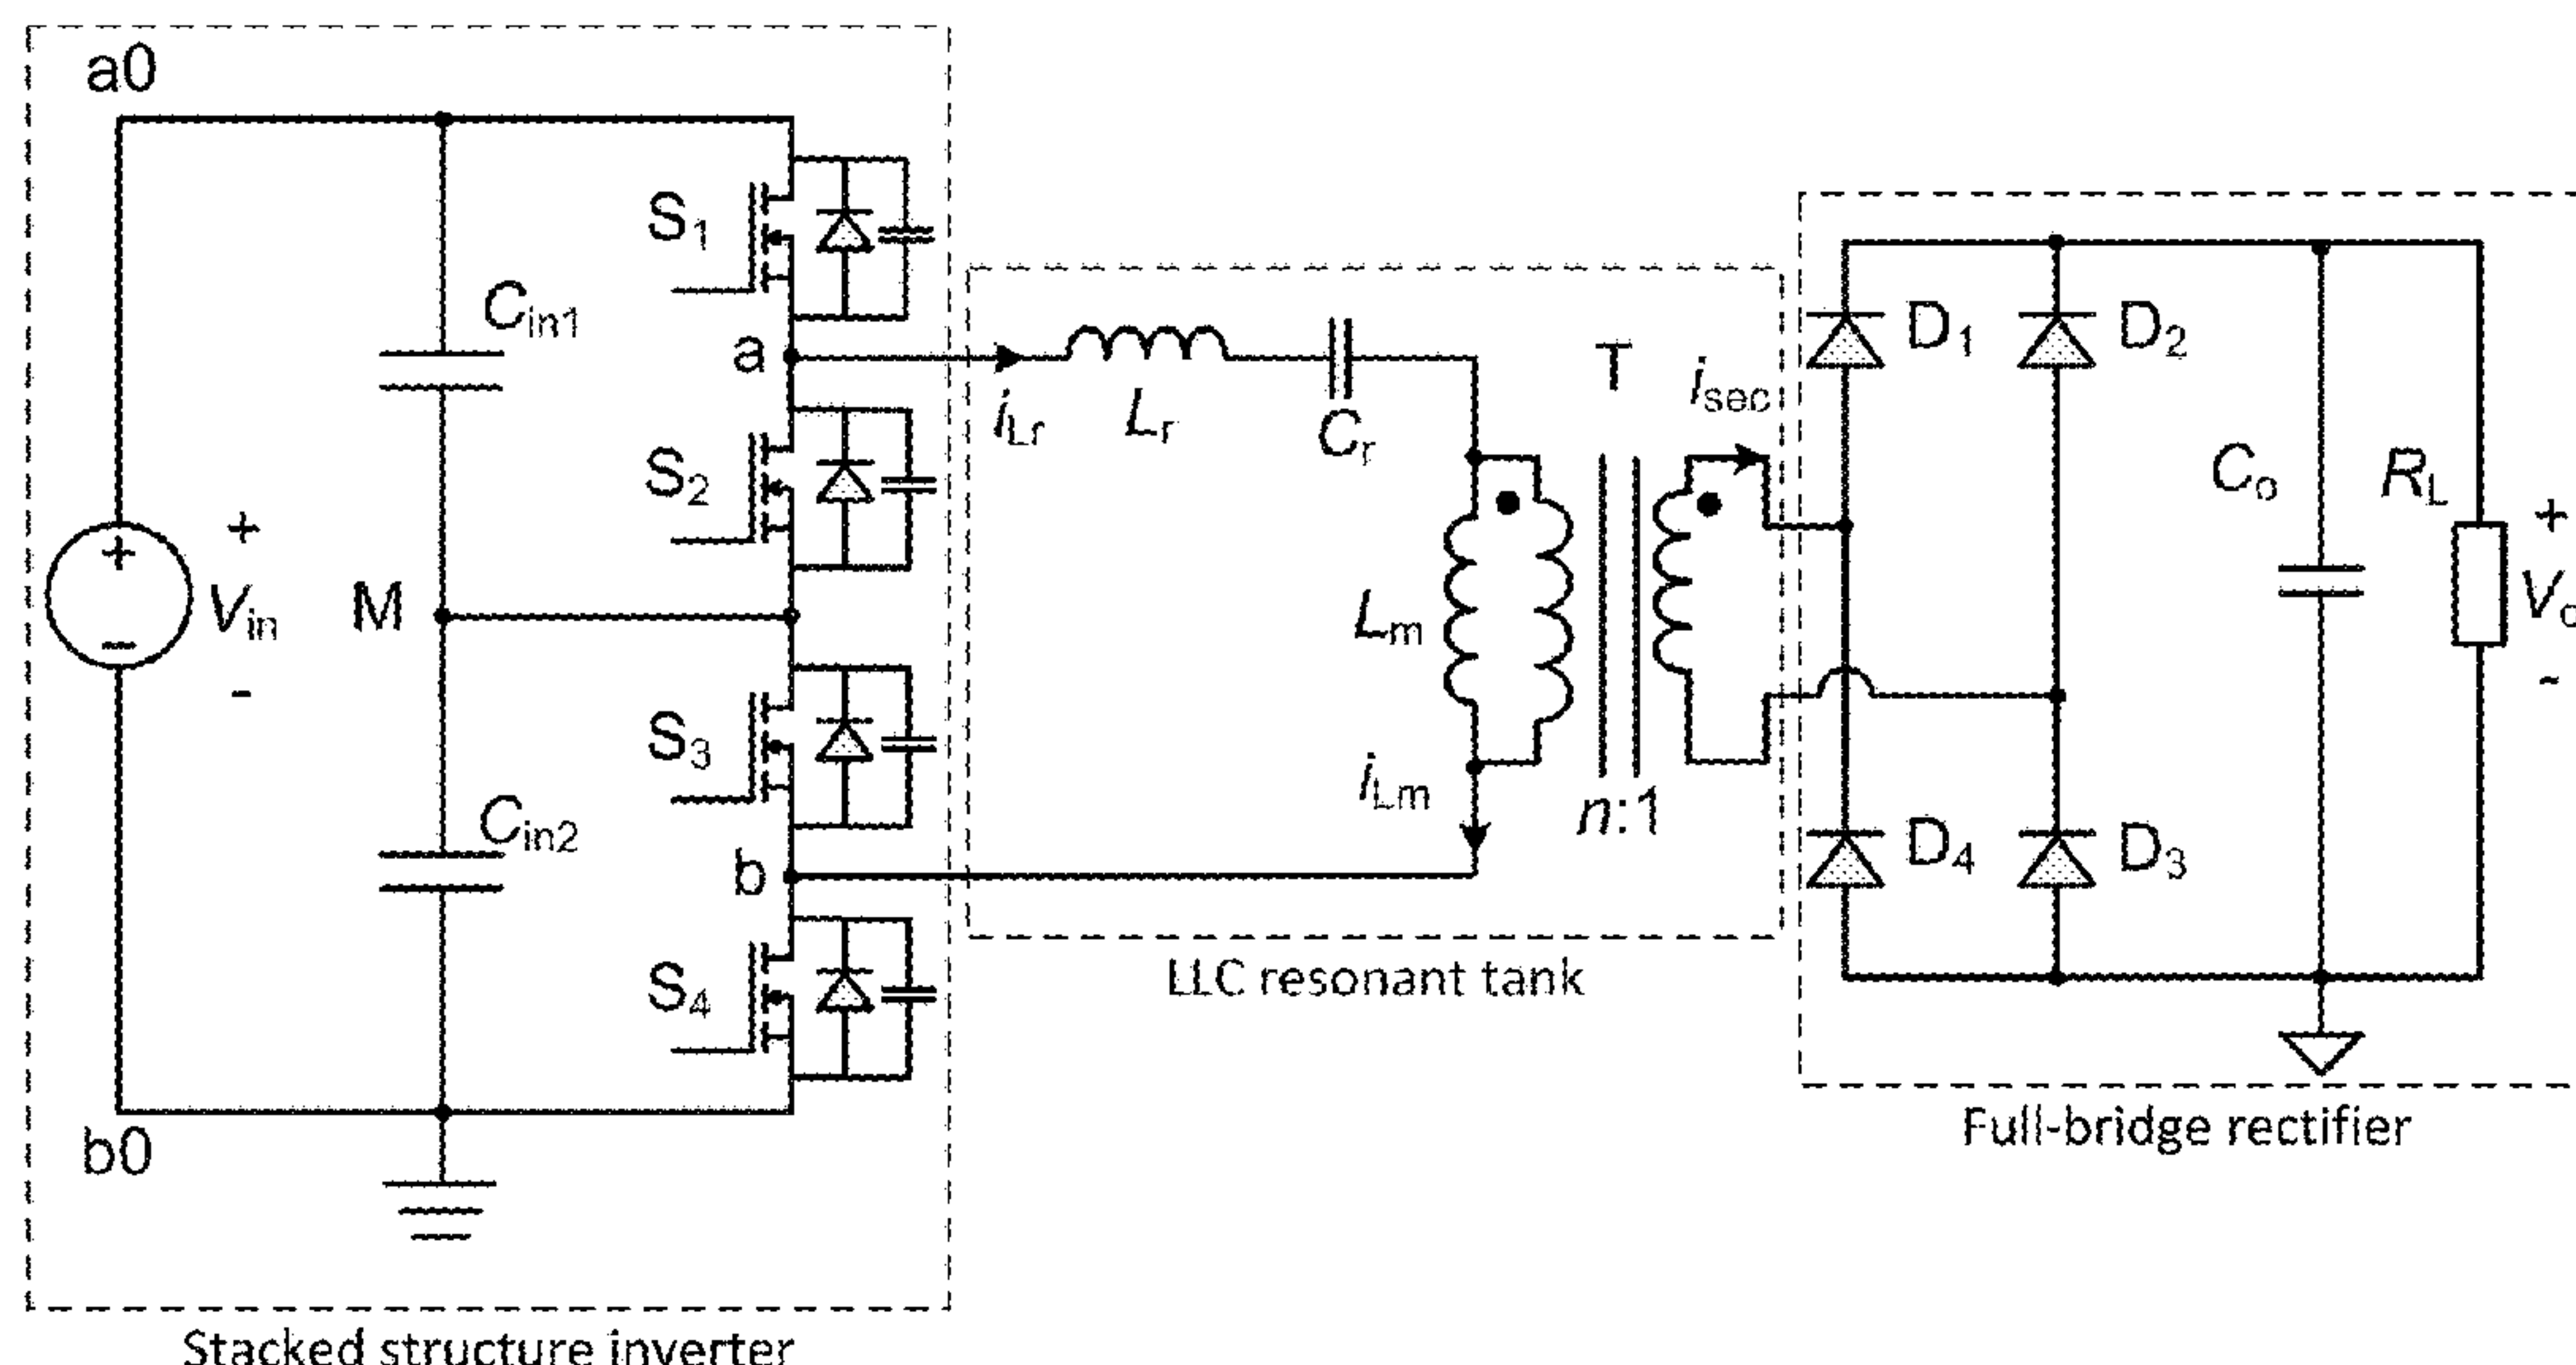 a0
S1
Cin1
a
iLr
Lr
Cr
T
isec
D1
D2
S2
Co
RL
+
+
+
Vin
−
-
M
Lm
Vo
-
S3
iLm
n:1
Cin2
b
D4
D3
S4
LLC resonant tank
b0
Full-bridge rectifier
Stacked structure inverter